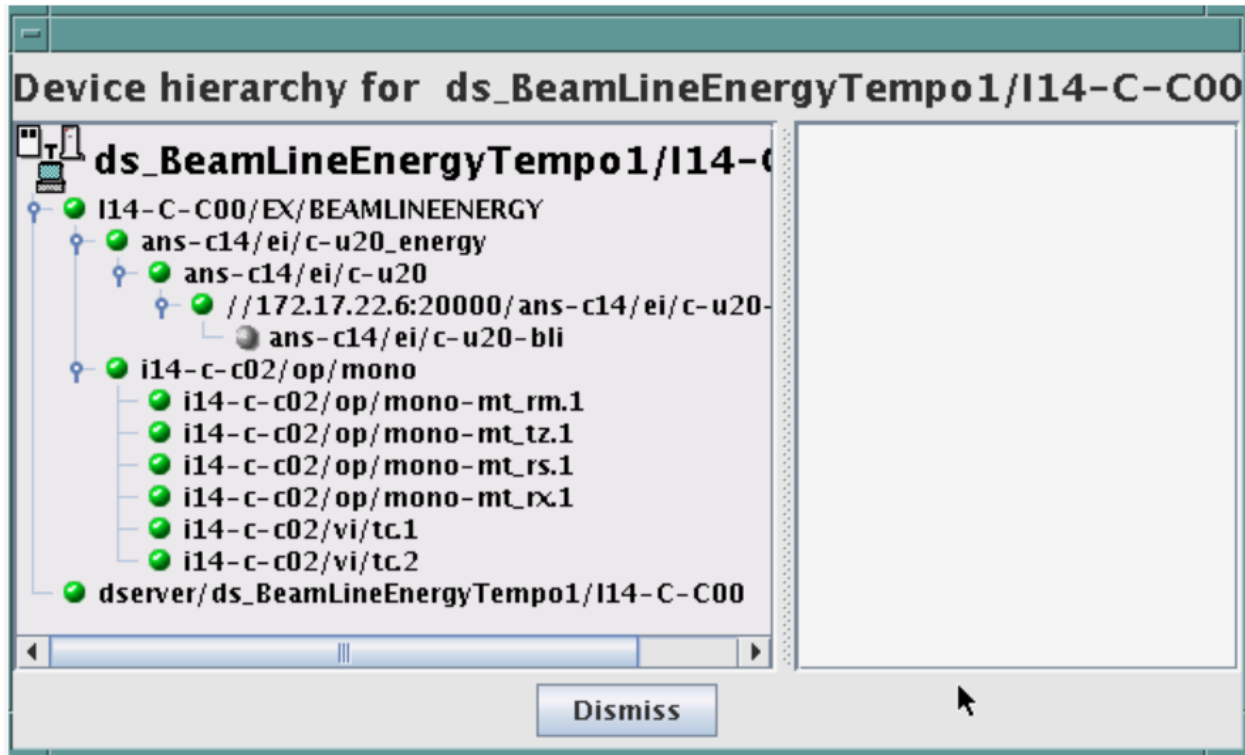 Device hierarchy for ds_BeamLineEnergyTempo1/I14-C-C00
T
ds_BeamLineEnergyTempo1/I14-
I14-C-C00/EX/BEAMLINEENERGY
ans-c14/ei/c-u20_energy
ans-c14/ei/c-u20
//172.17.22.6:20000/ans-c14/ei/c-u20-
ans-c14/ei/c-u20-bli
i14-c-c02/op/mono
i14-c-c02/op/mono-mt_rm.1
i14-c-c02/op/mono-mt_tz.1
i14-c-c02/op/mono-mt_rs.1
i14-c-c02/op/mono-mt_rx.1
i14-c-c02/vi/tc.1
i14-c-c02/vi/tc.2
dserver/ds_BeamLineEnergyTempo1/I14-C-C00
Dismiss